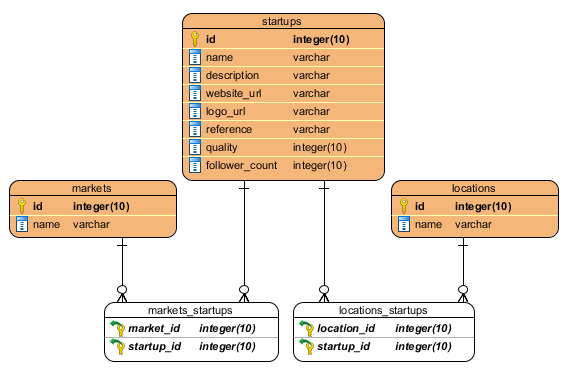 startups
id integer(10)
name varchar
description varchar
website_url varchar
logo_url varchar
reference varchar
quality integer(10)
follower_count integer(10)
markets
id integer(10)
name varchar
locations
id integer(10)
name varchar
markets_startups
market_id integer(10)
startup_id integer(10)
locations_startups
location_id integer(10)
startup_id integer(10)